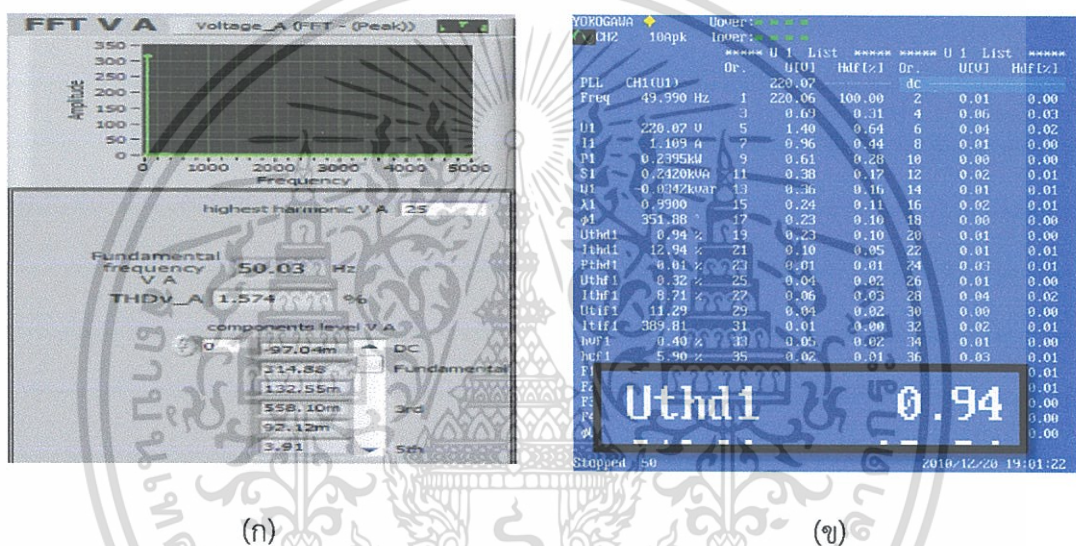 FFT V A
Voltage_A (FFT - (Peak))
350
300
250
200
150
100
50
0
Amplitude
0 1000 2000 3000 4000 5000
Frequency
highest harmonic V A 25
Fundamental
frequency 50.03 Hz
V A
THDv_A 1.574 %
components level V A
0 -97.04m DC
314.88 Fundamental
132.55m
558.10m 3rd
92.12m
3.91 5th
(ก)
YOKOGAWA Uover:
CH2 10Apk Iover:
***** U 1 List ***** ***** U 1 List *****
Or. U[V] Hdf[%] Or. U[V] Hdf[%]
PLL CH1(U1) 220.07 dc
Freq 49.990 Hz 1 220.06 100.00 2 0.01 0.00
3 0.69 0.31 4 0.06 0.03
U1 220.07 V 5 1.40 0.64 6 0.04 0.02
I1 1.109 A 7 0.96 0.44 8 0.01 0.00
P1 0.2395kW 9 0.61 0.28 10 0.00 0.00
S1 0.2420kVA 11 0.38 0.17 12 0.02 0.01
Q1 -0.0342kvar 13 0.36 0.16 14 0.01 0.01
λ1 0.9900 15 0.24 0.11 16 0.02 0.01
φ1 351.88 ° 17 0.23 0.10 18 0.00 0.00
Uthd1 0.94 % 19 0.23 0.10 20 0.01 0.00
Ithd1 12.94 % 21 0.10 0.05 22 0.01 0.01
Pthd1 0.01 % 23 0.01 0.01 24 0.03 0.01
Uthf1 0.32 % 25 0.04 0.02 26 0.01 0.00
Ithf1 8.71 % 27 0.06 0.03 28 0.04 0.02
Utif1 11.29 29 0.04 0.02 30 0.00 0.00
Itif1 389.81 31 0.01 0.00 32 0.02 0.01
hvf1 0.40 % 33 0.05 0.02 34 0.01 0.00
hcf1 5.90 % 35 0.02 0.01 36 0.03 0.01
0.01
0.01
Uthd1 0.94
0.00
0.00
0.00
Stopped 50 2010/12/20 19:01:22
(ข)